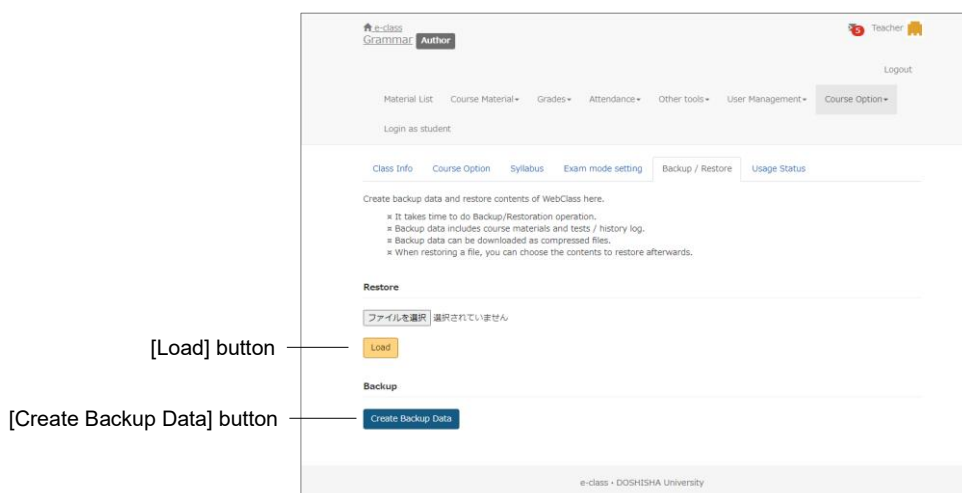 e-class
Grammar Author
5 Teacher
Logout
Material List Course Material Grades Attendance Other tools User Management Course Option
Login as student
Class Info Course Option Syllabus Exam mode setting Backup / Restore Usage Status
Create backup data and restore contents of WebClass here.
¤ It takes time to do Backup/Restoration operation.
¤ Backup data includes course materials and tests / history log.
¤ Backup data can be downloaded as compressed files.
¤ When restoring a file, you can choose the contents to restore afterwards.
Restore
ファイルを選択 選択されていません
[Load] button
Load
Backup
[Create Backup Data] button
Create Backup Data
e-class • DOSHISHA University